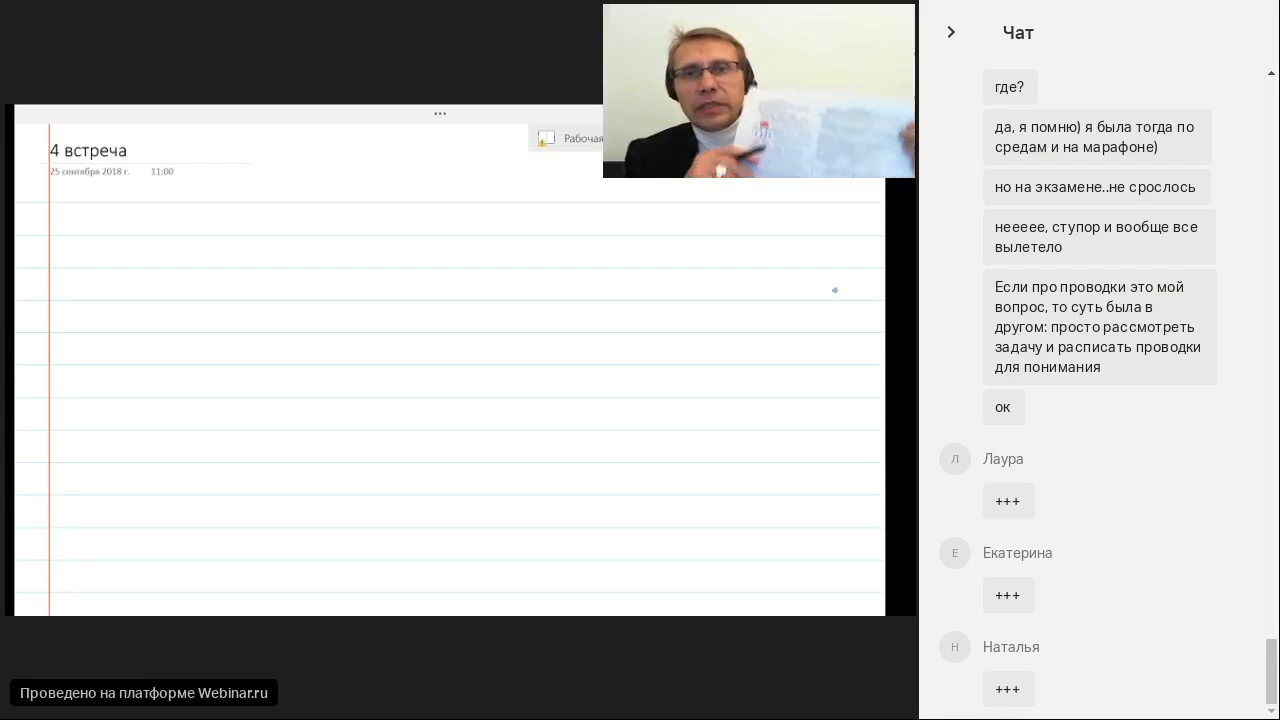 4 встреча
25 сентября 2018 г. 11:00
Рабочая
Проведено на платформе Webinar.ru
Чат
где?
да, я помню) я была тогда по
средам и на марафоне)
но на экзамене..не срослось
неееее, ступор и вообще все
вылетело
Если про проводки это мой
вопрос, то суть была в
другом: просто рассмотреть
задачу и расписать проводки
для понимания
ок
Л Лаура
+++
Е Екатерина
+++
Н Наталья
+++